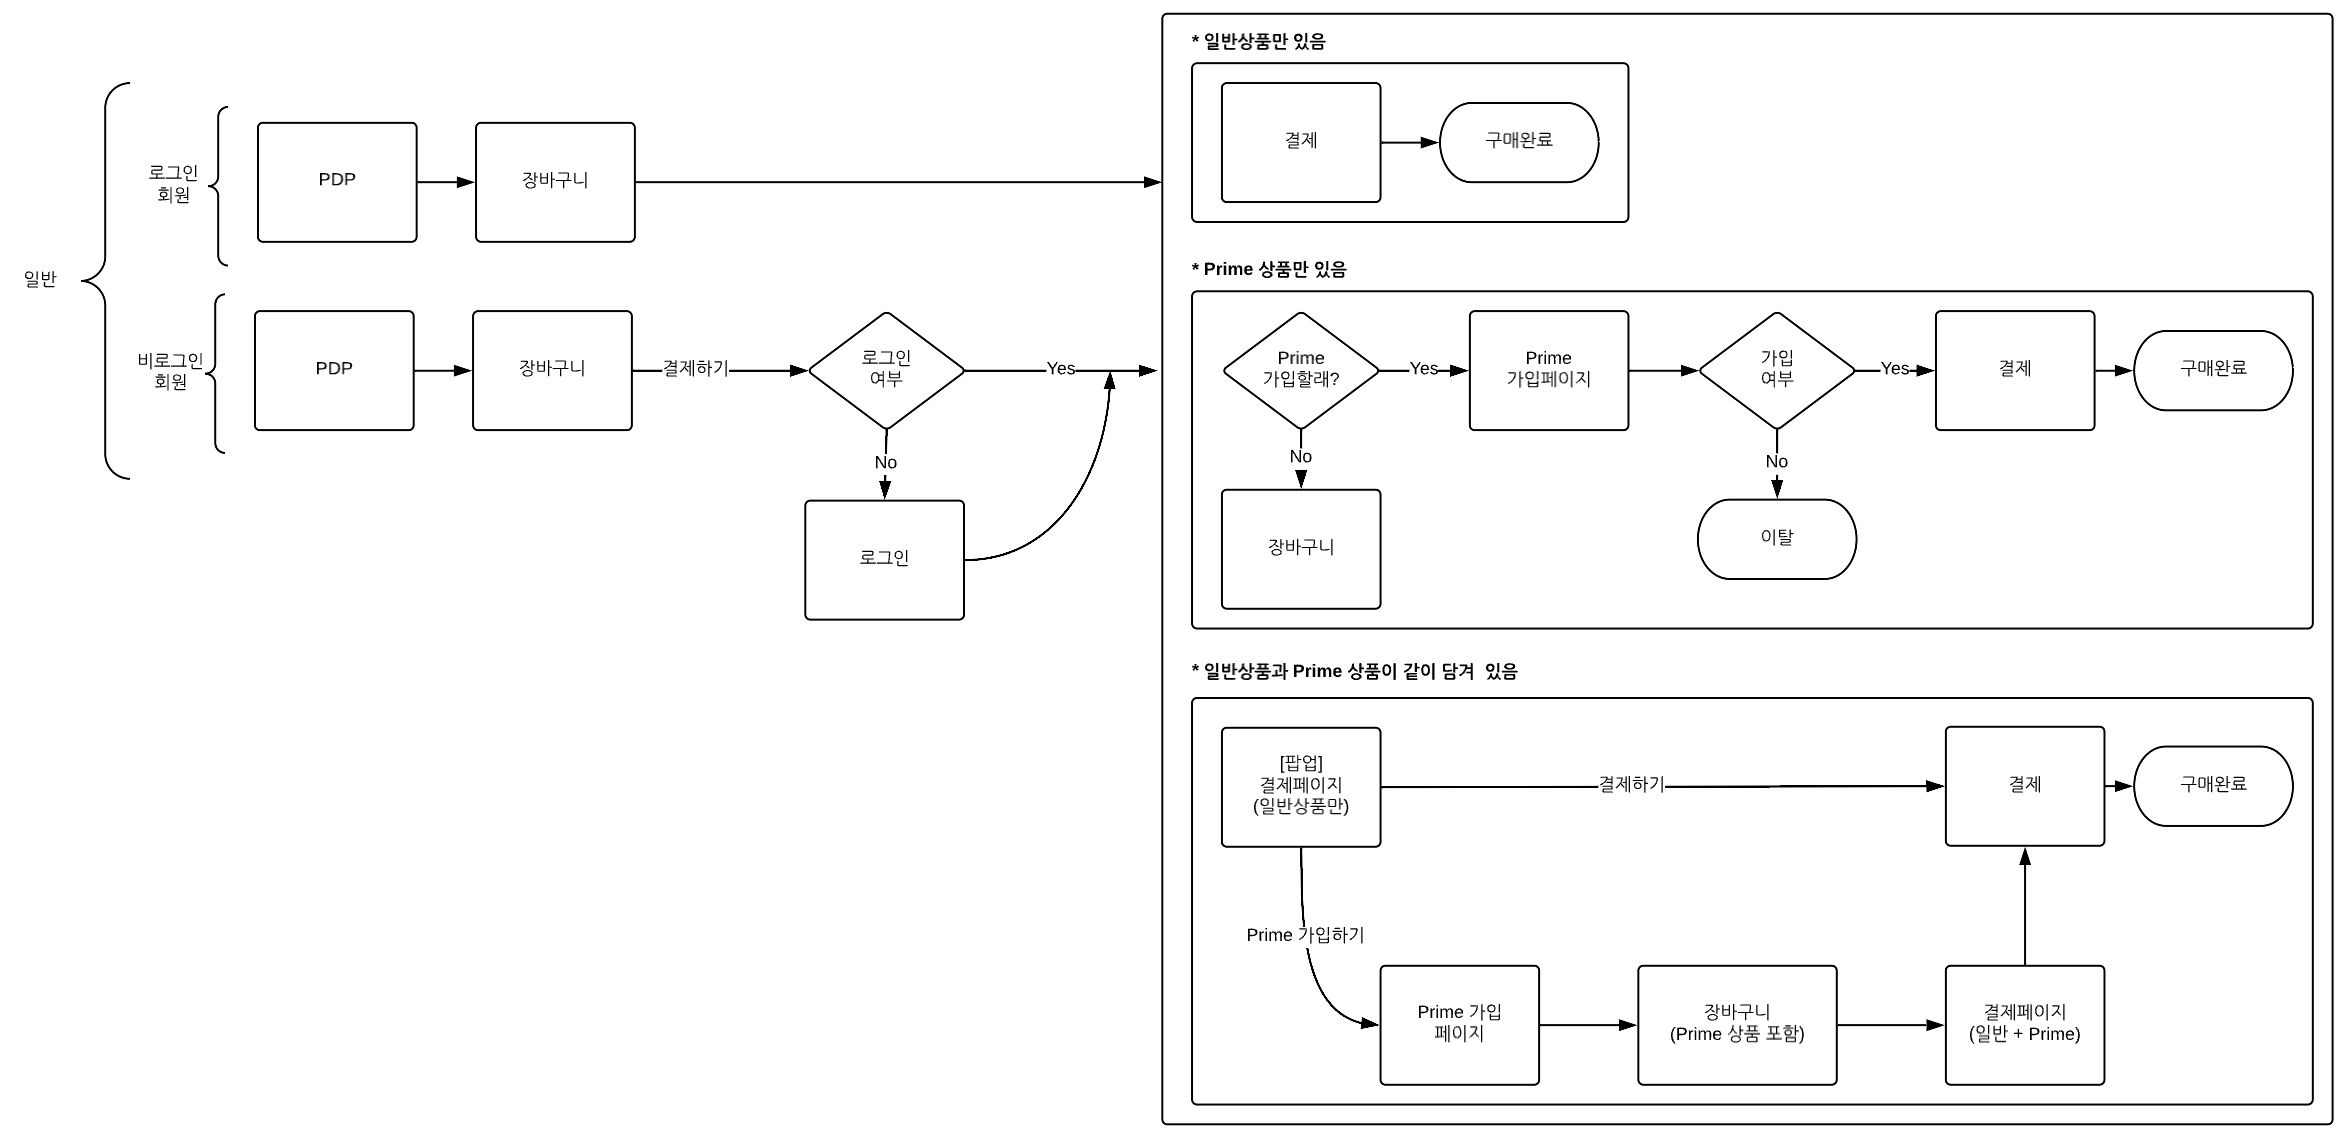 일반
로그인
회원
PDP
장바구니
비로그인
회원
PDP
장바구니
결제하기
로그인
여부
Yes
No
로그인
* 일반상품만 있음
결제
구매완료
* Prime 상품만 있음
Prime
가입할래?
Yes
Prime
가입페이지
가입
여부
Yes
결제
구매완료
No
장바구니
No
이탈
* 일반상품과 Prime 상품이 같이 담겨 있음
[팝업]
결제페이지
(일반상품만)
결제하기
결제
구매완료
Prime 가입하기
Prime 가입
페이지
장바구니
(Prime 상품 포함)
결제페이지
(일반 + Prime)